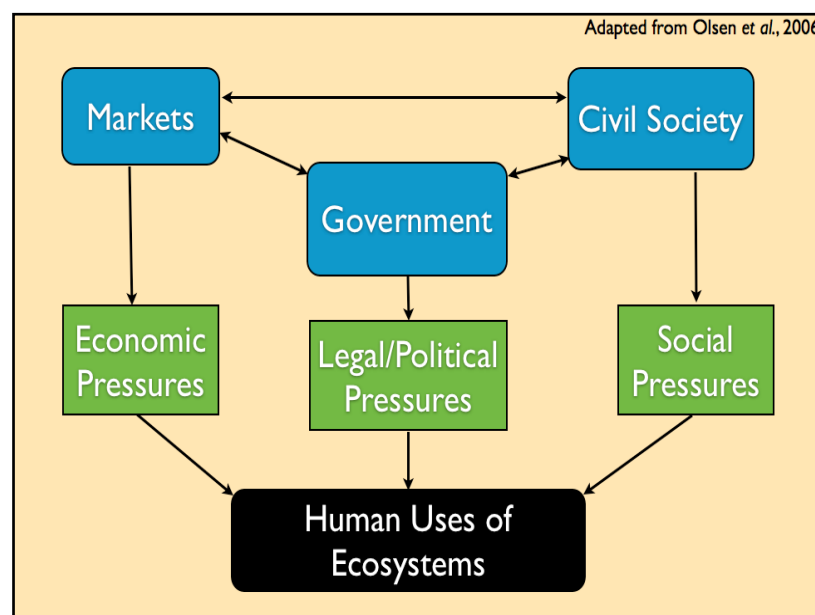 Adapted from Olsen et al., 2006
Markets
Civil Society
Government
Economic
Pressures
Legal/Political
Pressures
Social
Pressures
Human Uses of
Ecosystems